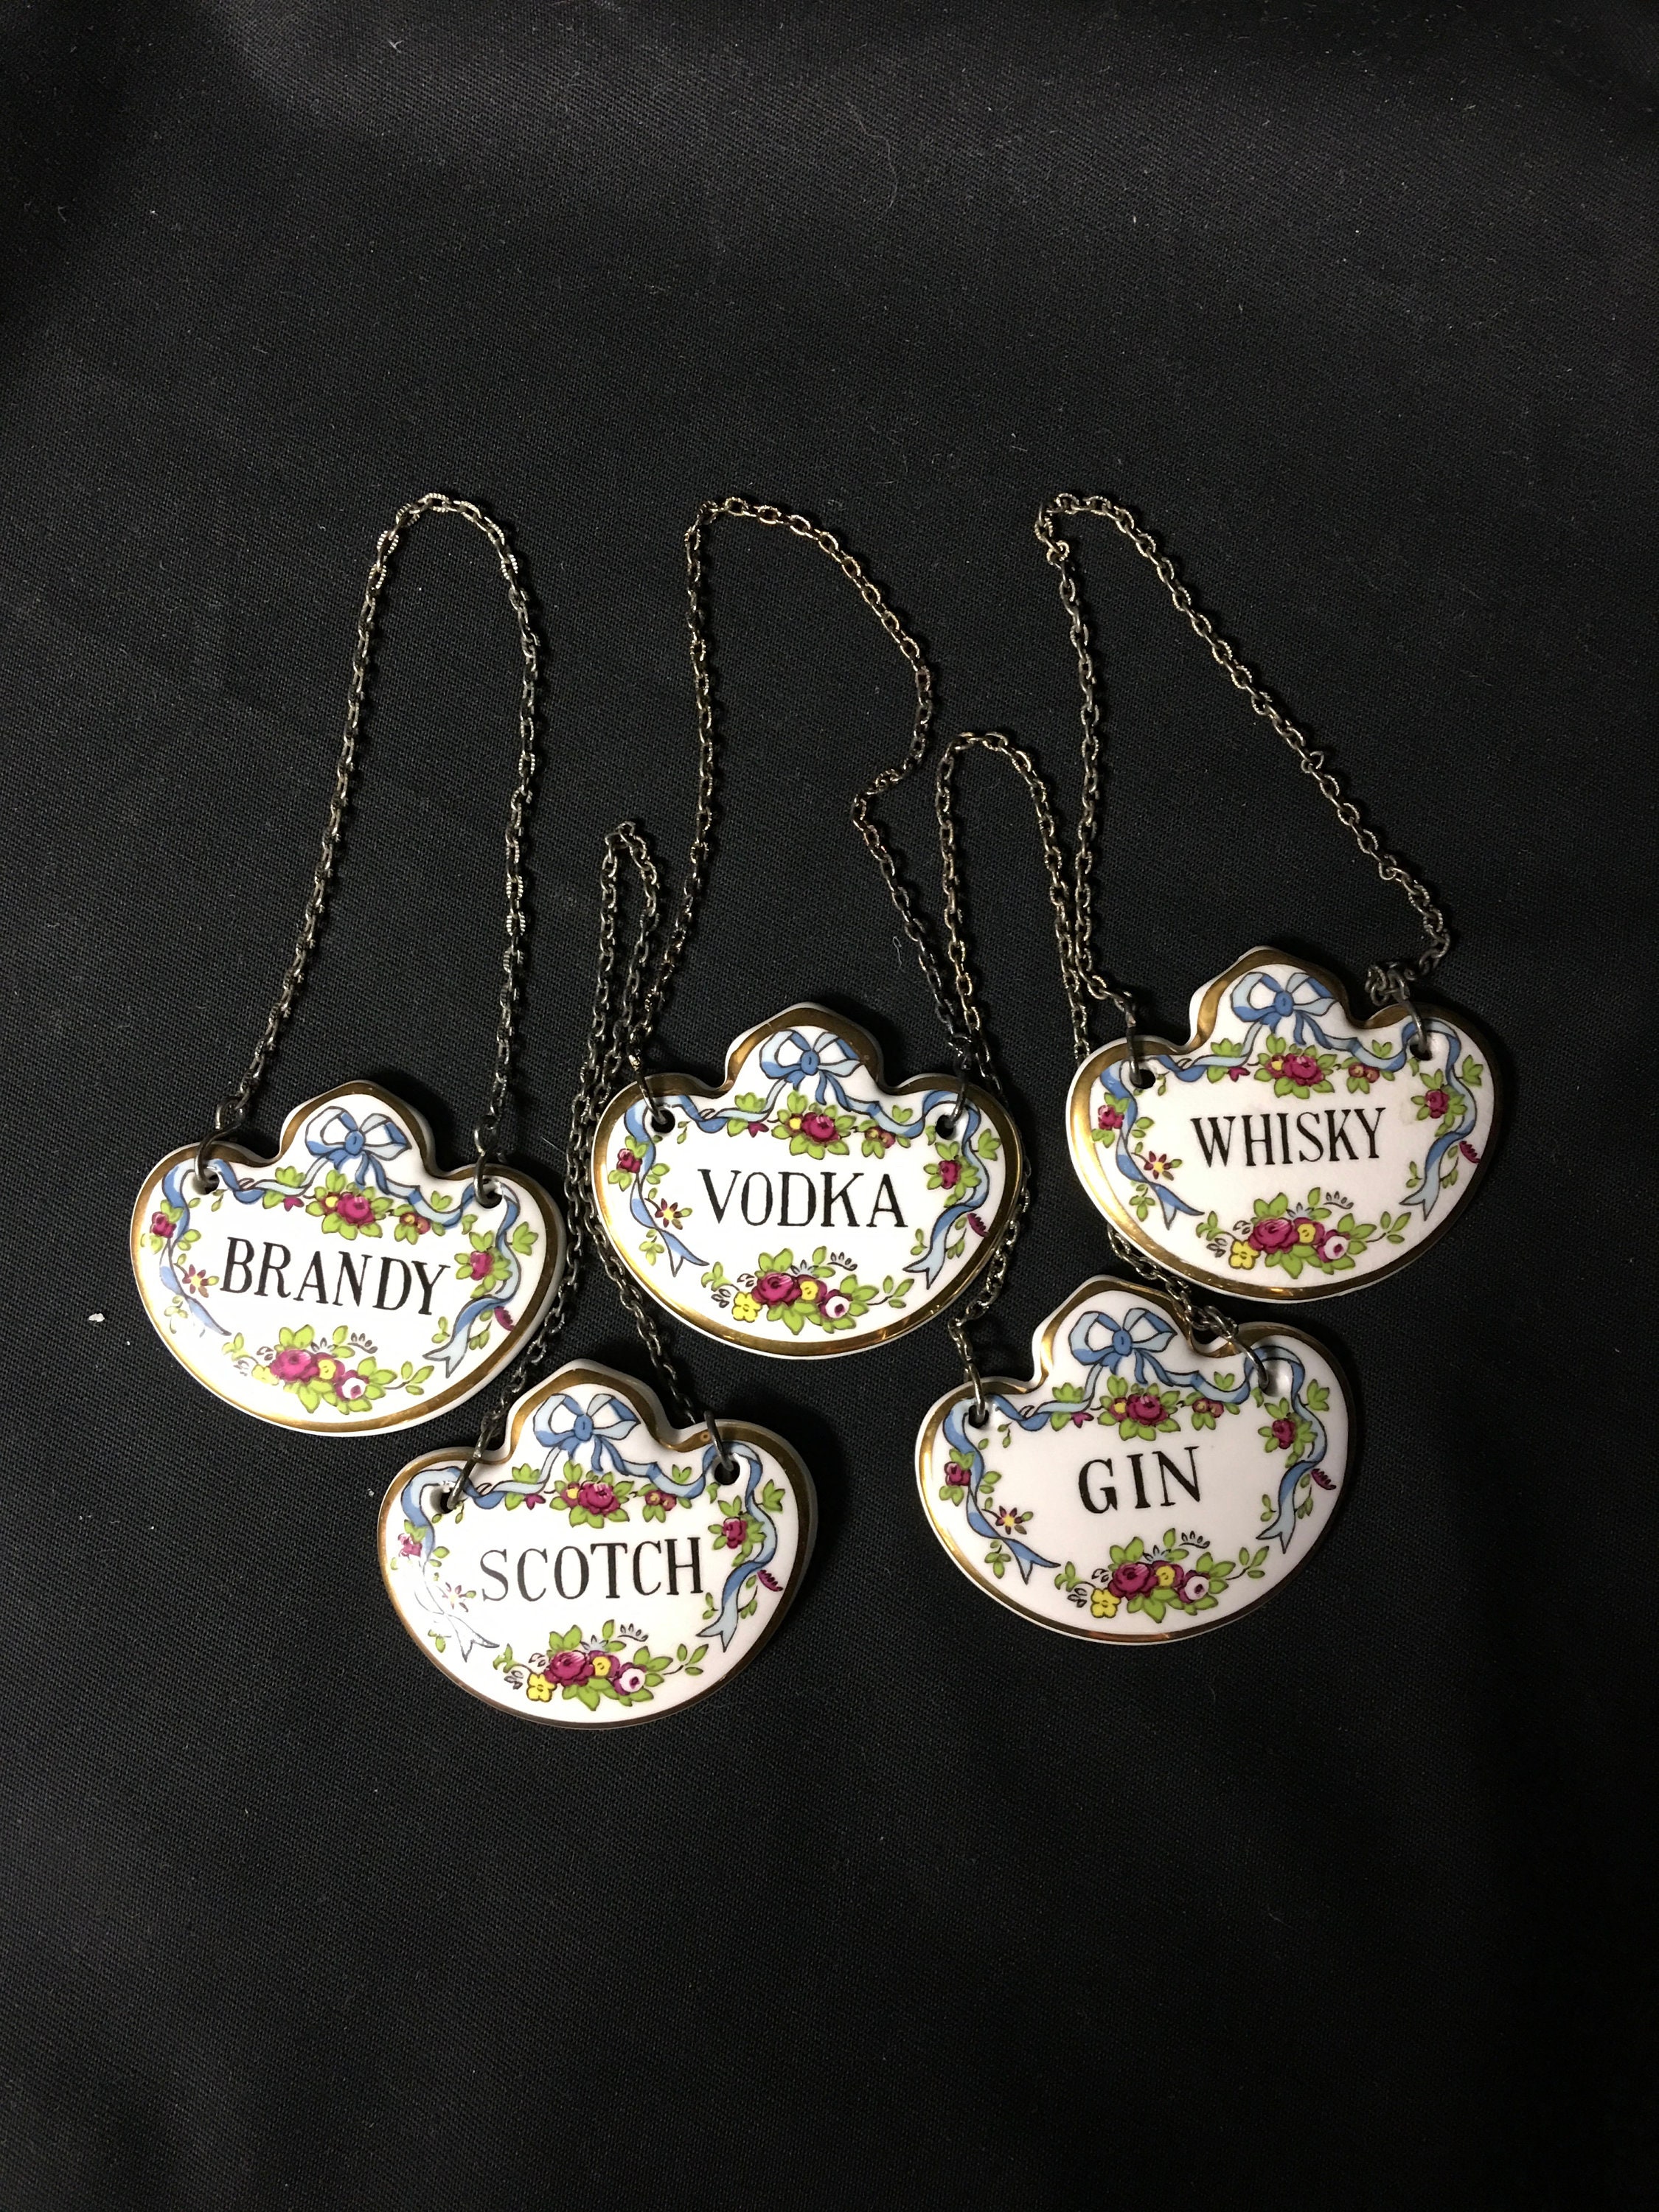 BRANDY
VODKA
WHISKY
SCOTCH
GIN